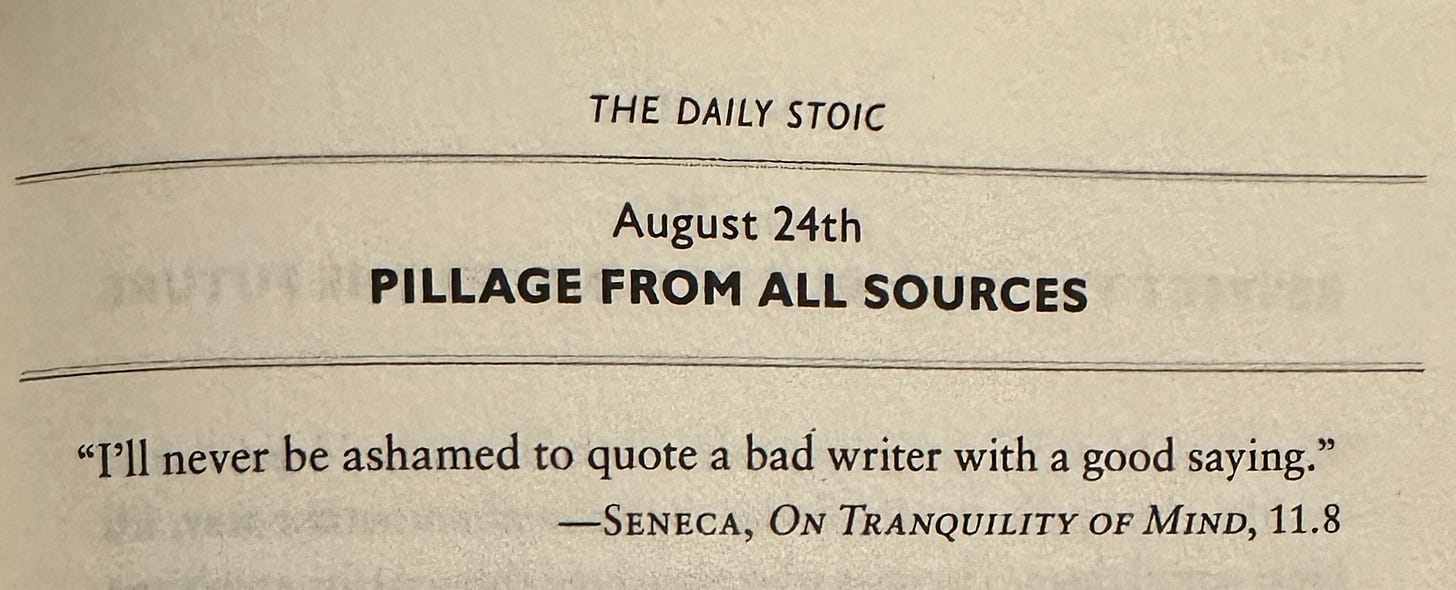 THE DAILY STOIC
August 24th
PILLAGE FROM ALL SOURCES
“I’ll never be ashamed to quote a bad writer with a good saying.”
—SENECA, ON TRANQUILITY OF MIND, 11.8